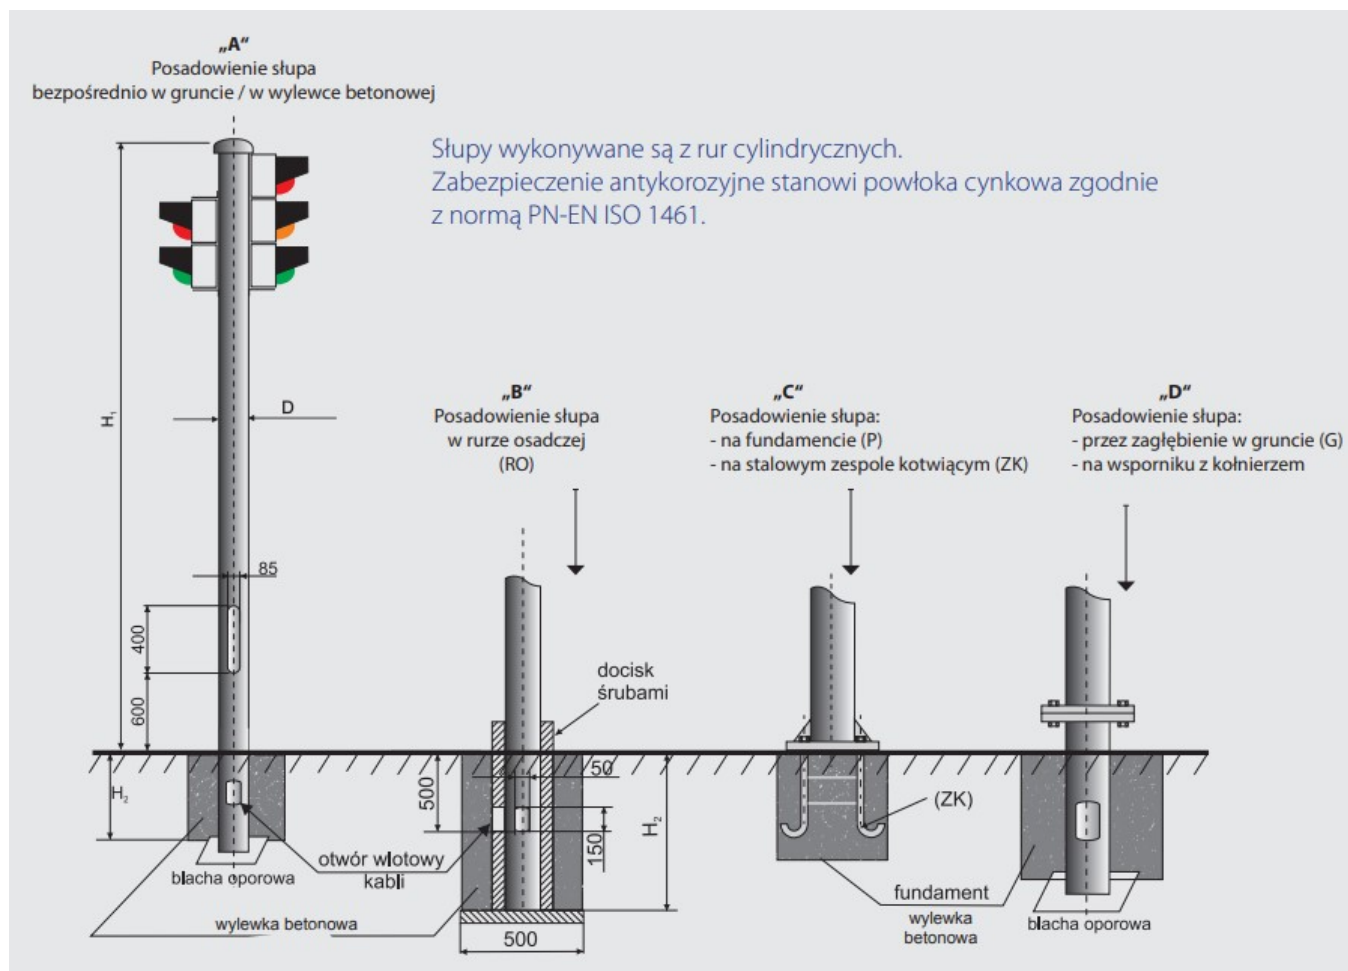 „A“
Posadowienie słupa
bezpośrednio w gruncie / w wylewce betonowej
Słupy wykonywane są z rur cylindrycznych.
Zabezpieczenie antykorozyjne stanowi powłoka cynkowa zgodnie
z normą PN-EN ISO 1461.
H₁
D
85
400
600
H₂
blacha oporowa
wylewka betonowa
otwór wlotowy
kabli
„B“
Posadowienie słupa
w rurze osadczej
(RO)
docisk
śrubami
50
500
150
H₂
500
„C“
Posadowienie słupa:
- na fundamencie (P)
- na stalowym zespole kotwiącym (ZK)
(ZK)
fundament
wylewka
betonowa
„D“
Posadowienie słupa:
- przez zagłębienie w gruncie (G)
- na wsporniku z kołnierzem
blacha oporowa